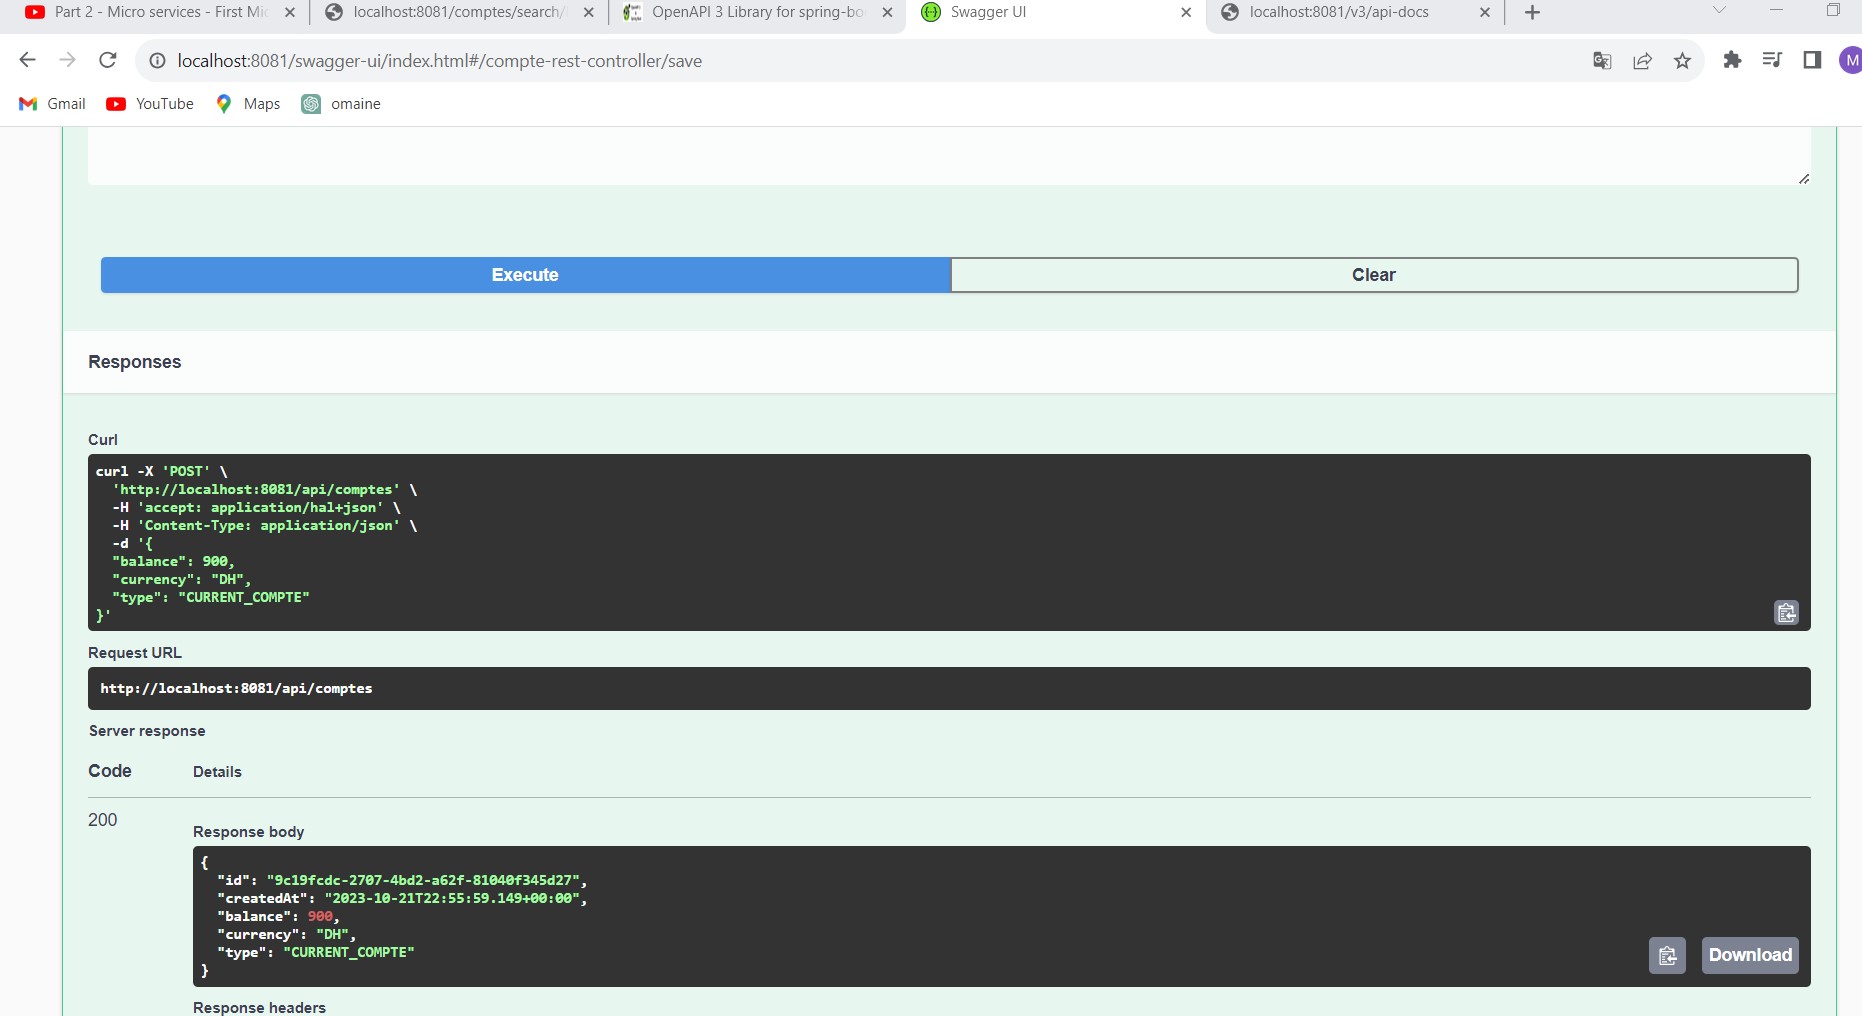 Part 2 - Micro services - First Mic
localhost:8081/comptes/search/
OpenAPI 3 Library for spring-bo
Swagger UI
localhost:8081/v3/api-docs
localhost:8081/swagger-ui/index.html#/compte-rest-controller/save
M
Gmail
YouTube
Maps
omaine
Execute
Clear
Responses
Curl
curl -X 'POST' \
'http://localhost:8081/api/comptes' \
-H 'accept: application/hal+json' \
-H 'Content-Type: application/json' \
-d '{
"balance": 900,
"currency": "DH",
"type": "CURRENT_COMPTE"
}'
Request URL
http://localhost:8081/api/comptes
Server response
Code Details
200
Response body
{
"id": "9c19fcdc-2707-4bd2-a62f-81040f345d27",
"createdAt": "2023-10-21T22:55:59.149+00:00",
"balance": 900,
"currency": "DH",
"type": "CURRENT_COMPTE"
}
Download
Response headers